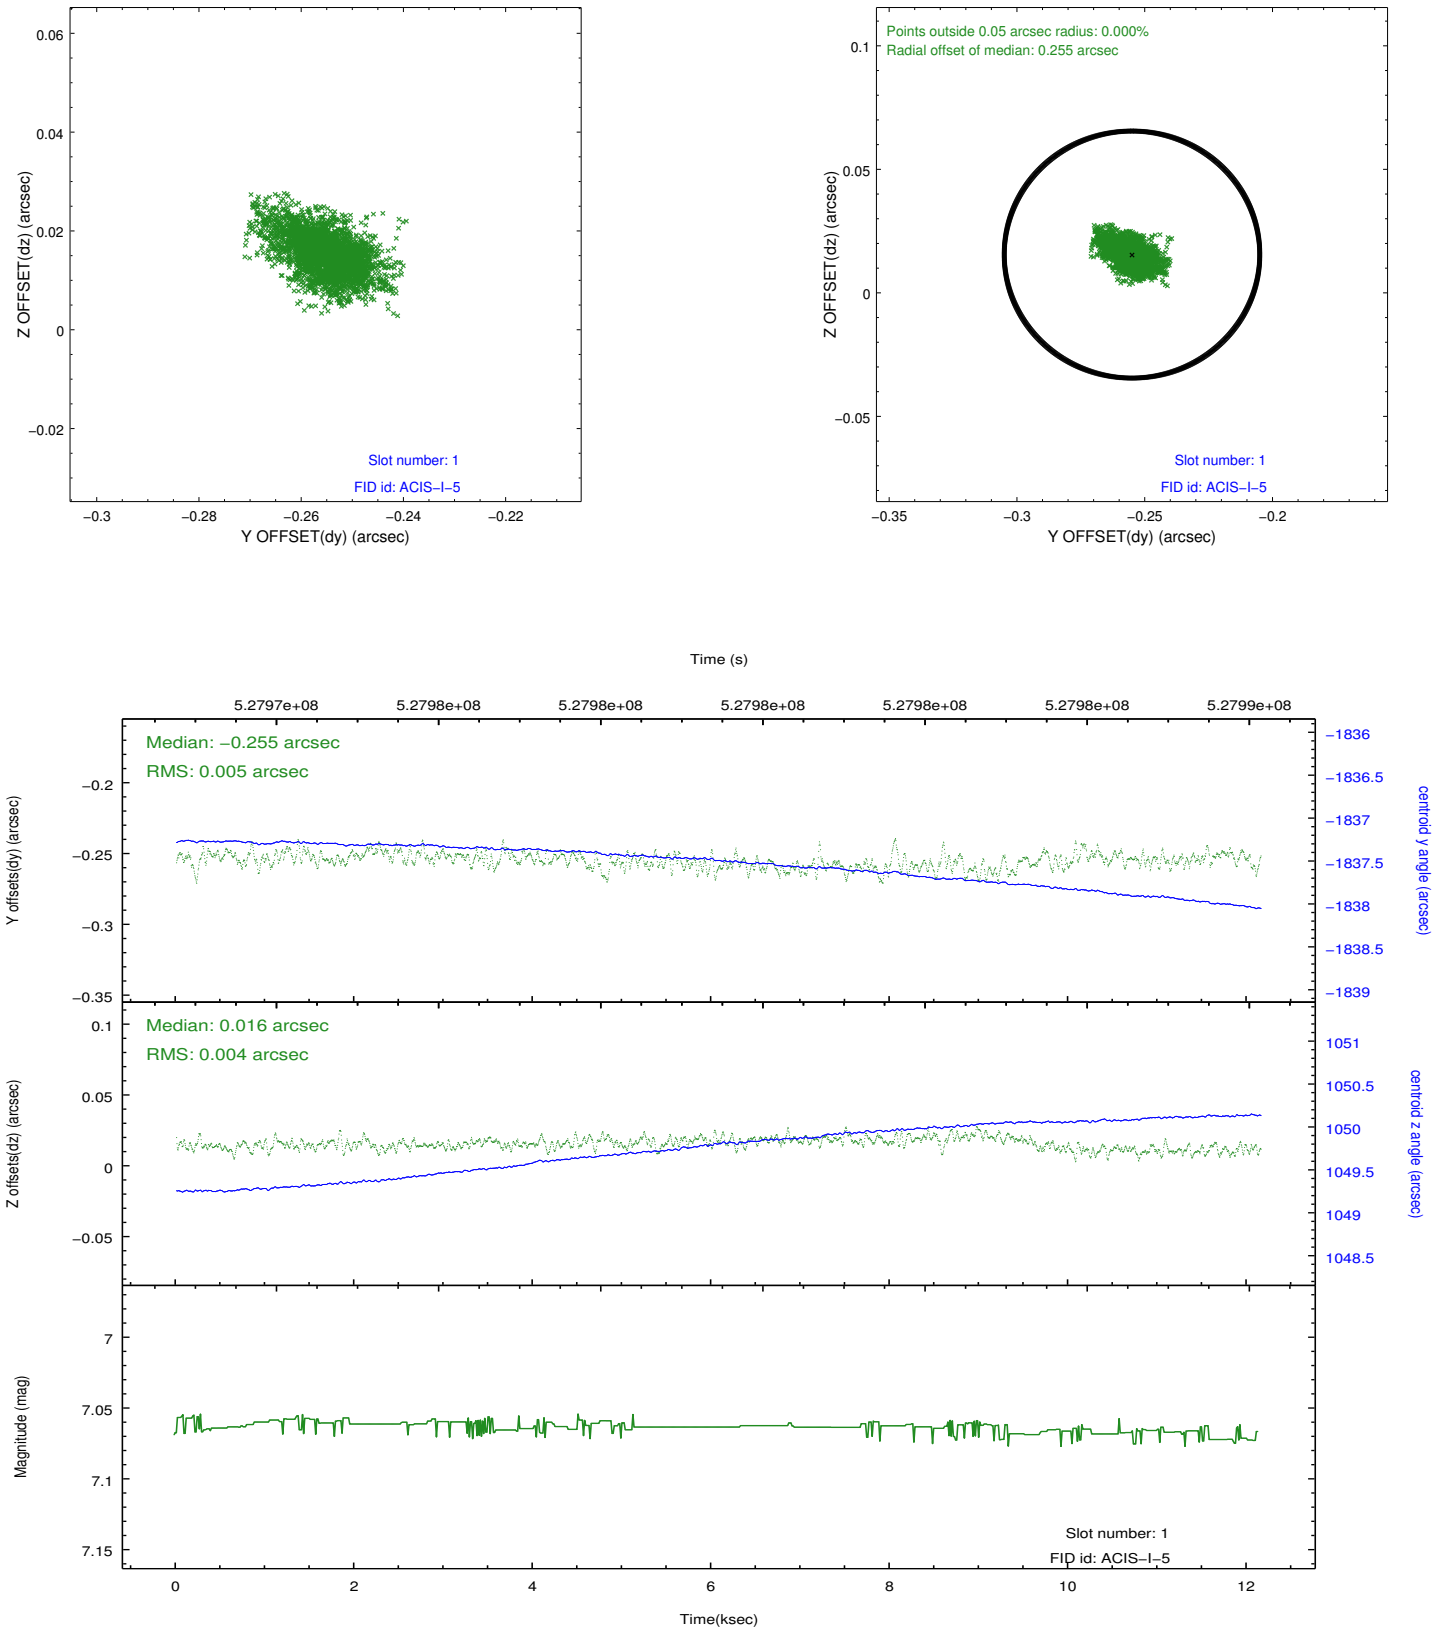 0.06
0.04
0.02
0
−0.02
Z OFFSET(dz) (arcsec)
Slot number: 1
FID id: ACIS−I−5
−0.3
−0.28
−0.26
−0.24
−0.22
Y OFFSET(dy) (arcsec)
Points outside 0.05 arcsec radius: 0.000%
Radial offset of median: 0.255 arcsec
0.1
0.05
0
−0.05
Z OFFSET(dz) (arcsec)
Slot number: 1
FID id: ACIS−I−5
−0.35
−0.3
−0.25
−0.2
Y OFFSET(dy) (arcsec)
Time (s)
5.2797e+08
5.2798e+08
5.2798e+08
5.2798e+08
5.2798e+08
5.2798e+08
5.2799e+08
Median: −0.255 arcsec
RMS: 0.005 arcsec
−0.2
−0.25
−0.3
−0.35
Y offsets(dy) (arcsec)
−1836
−1836.5
−1837
−1837.5
−1838
−1838.5
−1839
centroid y angle (arcsec)
Median: 0.016 arcsec
RMS: 0.004 arcsec
0.1
0.05
0
−0.05
Z offsets(dz) (arcsec)
1051
1050.5
1050
1049.5
1049
1048.5
centroid z angle (arcsec)
7
7.05
7.1
7.15
Magnitude (mag)
Slot number: 1
FID id: ACIS−I−5
0
2
4
6
8
10
12
Time(ksec)